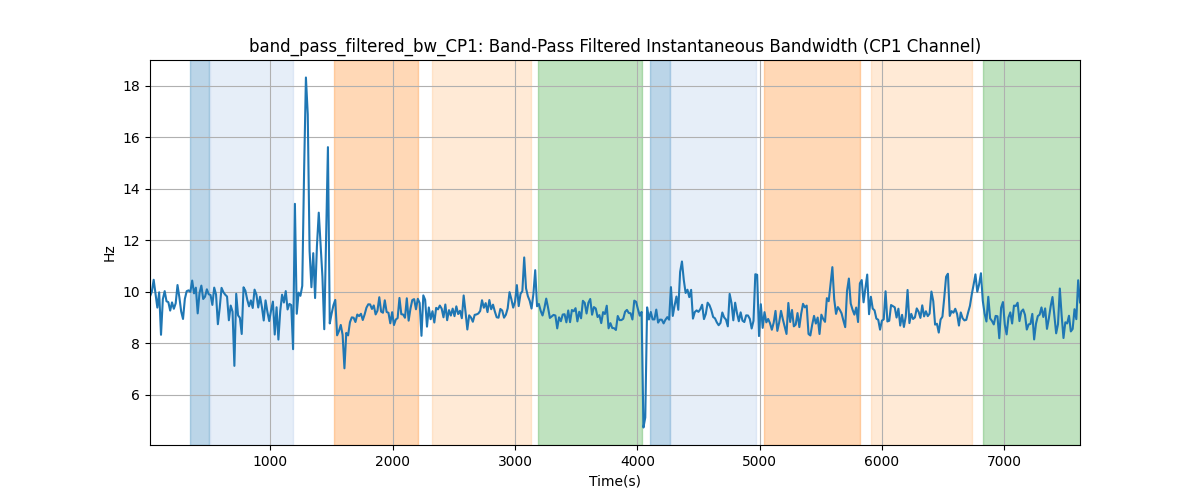 band_pass_filtered_bw_CP1: Band-Pass Filtered Instantaneous Bandwidth (CP1 Channel)
18
16
14
12
10
8
6
Hz
1000 2000 3000 4000 5000 6000 7000
Time(s)